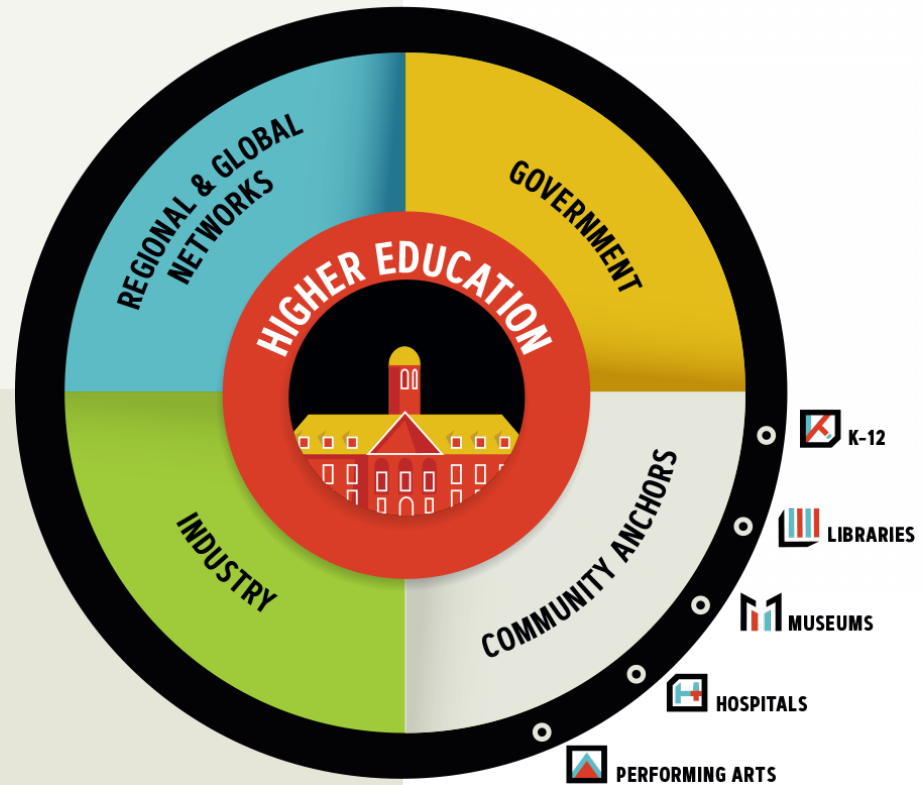 REGIONAL & GLOBAL
NETWORKS
GOVERNMENT
HIGHER EDUCATION
INDUSTRY
COMMUNITY ANCHORS
K-12
LIBRARIES
MUSEUMS
HOSPITALS
PERFORMING ARTS